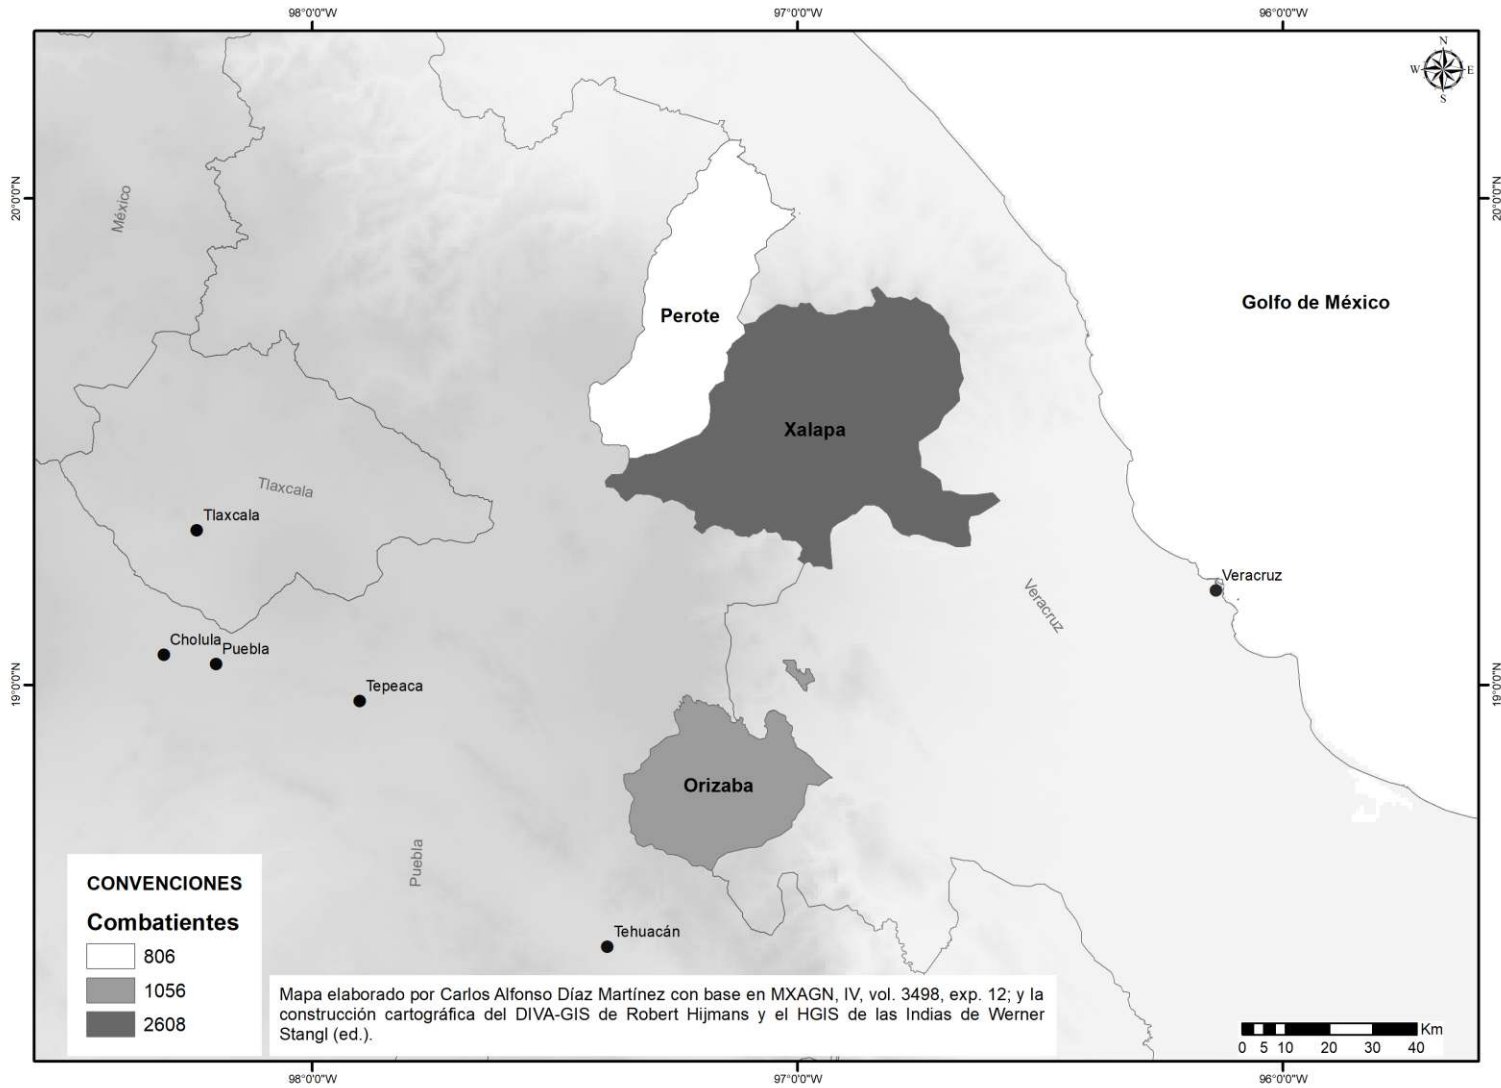 98°0'0"W
97°0'0"W
96°0'0"W
N
W
E
S
20°0'0"N
20°0'0"N
México
Perote
Golfo de México
Xalapa
Tlaxcala
Tlaxcala
Veracruz
Veracruz
Cholula
Puebla
Tepeaca
19°0'0"N
19°0'0"N
Orizaba
Puebla
Tehuacán
CONVENCIONES
Combatientes
806
1056
2608
Mapa elaborado por Carlos Alfonso Díaz Martínez con base en MXAGN, IV, vol. 3498, exp. 12; y la
construcción cartográfica del DIVA-GIS de Robert Hijmans y el HGIS de las Indias de Werner
Stangl (ed.).
Km
0 5 10 20 30 40
98°0'0"W
97°0'0"W
96°0'0"W